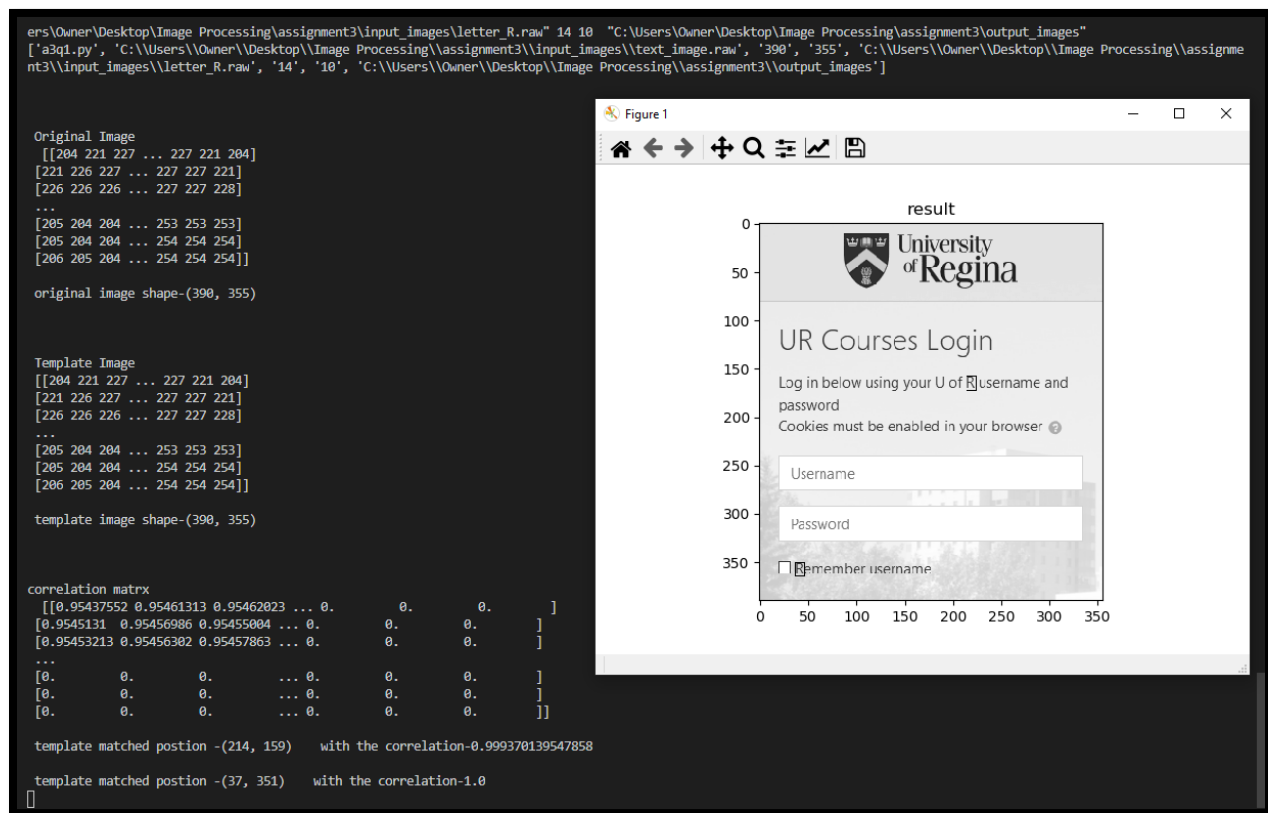 ers\Owner\Desktop\Image Processing\assignment3\input_images\letter_R.raw" 14 10  "C:\Users\Owner\Desktop\Image Processing\assignment3\output_images"
['a3q1.py', 'C:\\Users\\Owner\\Desktop\\Image Processing\\assignment3\\input_images\\text_image.raw', '390', '355', 'C:\\Users\\Owner\\Desktop\\Image Processing\\assignme
nt3\\input_images\\letter_R.raw', '14', '10', 'C:\\Users\\Owner\\Desktop\\Image Processing\\assignment3\\output_images']
Original Image
[[204 221 227 ... 227 221 204]
[221 226 227 ... 227 227 221]
[226 226 226 ... 227 227 228]
...
[205 204 204 ... 253 253 253]
[205 204 204 ... 254 254 254]
[206 205 204 ... 254 254 254]]
original image shape-(390, 355)
Template Image
[[204 221 227 ... 227 221 204]
[221 226 227 ... 227 227 221]
[226 226 226 ... 227 227 228]
...
[205 204 204 ... 253 253 253]
[205 204 204 ... 254 254 254]
[206 205 204 ... 254 254 254]]
template image shape-(390, 355)
correlation matrx
[[0.95437552 0.95461313 0.95462023 ... 0. 0. 0. ]
[0.9545131 0.95456986 0.95455004 ... 0. 0. 0. ]
[0.95453213 0.95456302 0.95457863 ... 0. 0. 0. ]
...
[0. 0. 0. ... 0. 0. 0. ]
[0. 0. 0. ... 0. 0. 0. ]
[0. 0. 0. ... 0. 0. 0. ]]
template matched postion -(214, 159) with the correlation-0.999370139547858
template matched postion -(37, 351) with the correlation-1.0
Figure 1
result
University
of Regina
UR Courses Login
Log in below using your U of R username and
password
Cookies must be enabled in your browser ?
Username
Password
Remember username
0
50
100
150
200
250
300
350
0 50 100 150 200 250 300 350